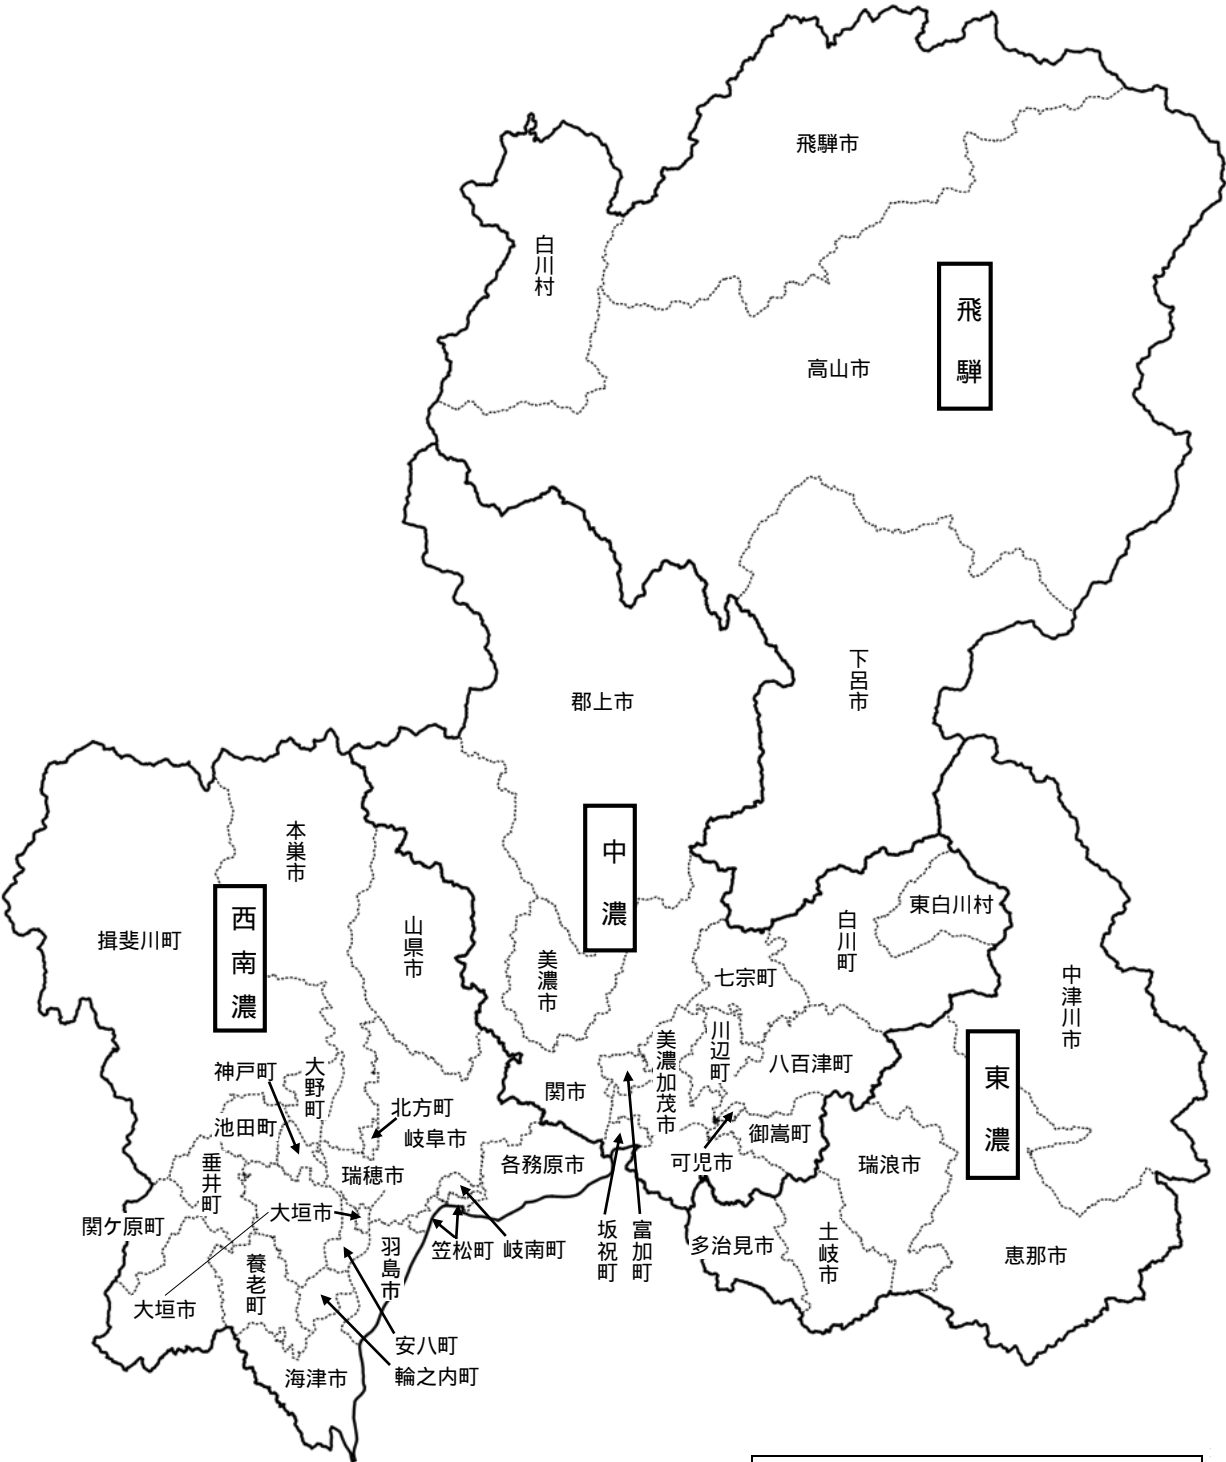 飛騨市
白川村
飛騨
高山市
下呂市
郡上市
中濃
本巣市
西南濃
揖斐川町
山県市
美濃市
東白川村
白川町
七宗町
中津川市
東濃
川辺町
美濃加茂市
八百津町
大野町
神戸町
関市
北方町
池田町
岐阜市
御嵩町
可児市
各務原市
瑞浪市
垂井町
瑞穂市
大垣市
関ケ原町
笠松町
岐南町
坂祝町
富加町
多治見市
土岐市
恵那市
羽島市
養老町
大垣市
安八町
輪之内町
海津市